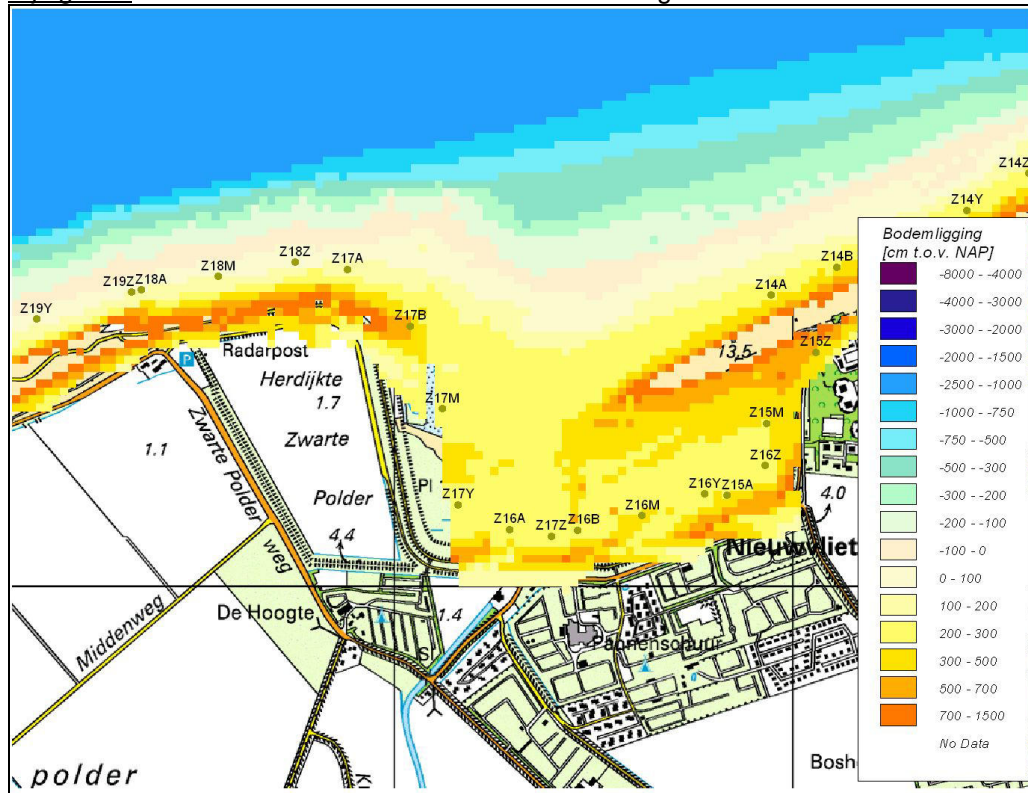 Z14Z
Z14Y
Bodemligging
[cm t.o.v. NAP]
-8000 - -4000
-4000 - -3000
-3000 - -2000
-2000 - -1500
-2500 - -1000
-1000 - -750
-750 - -500
-500 - -300
-300 - -200
-200 - -100
-100 - 0
0 - 100
100 - 200
200 - 300
300 - 500
500 - 700
700 - 1500
No Data
Z18Z
Z17A
Z14B
Z18M
Z19Z
Z18A
Z14A
Z19Y
Z17B
Radarpost
P
13,5
Z15Z
Herdijkte
1.7
Z17M
Zwarte
Z15M
1.1
Zwarte Polder
weg
Polder
Pl
Z16Z
Z17Y
Z16Y
Z15A
4.0
Z16M
Z16A
Z17Z
Z16B
4.4
Nieuwvliet
De Hoogte
1.4
Middenweg
Pannenschuur
St
Bosh
polder